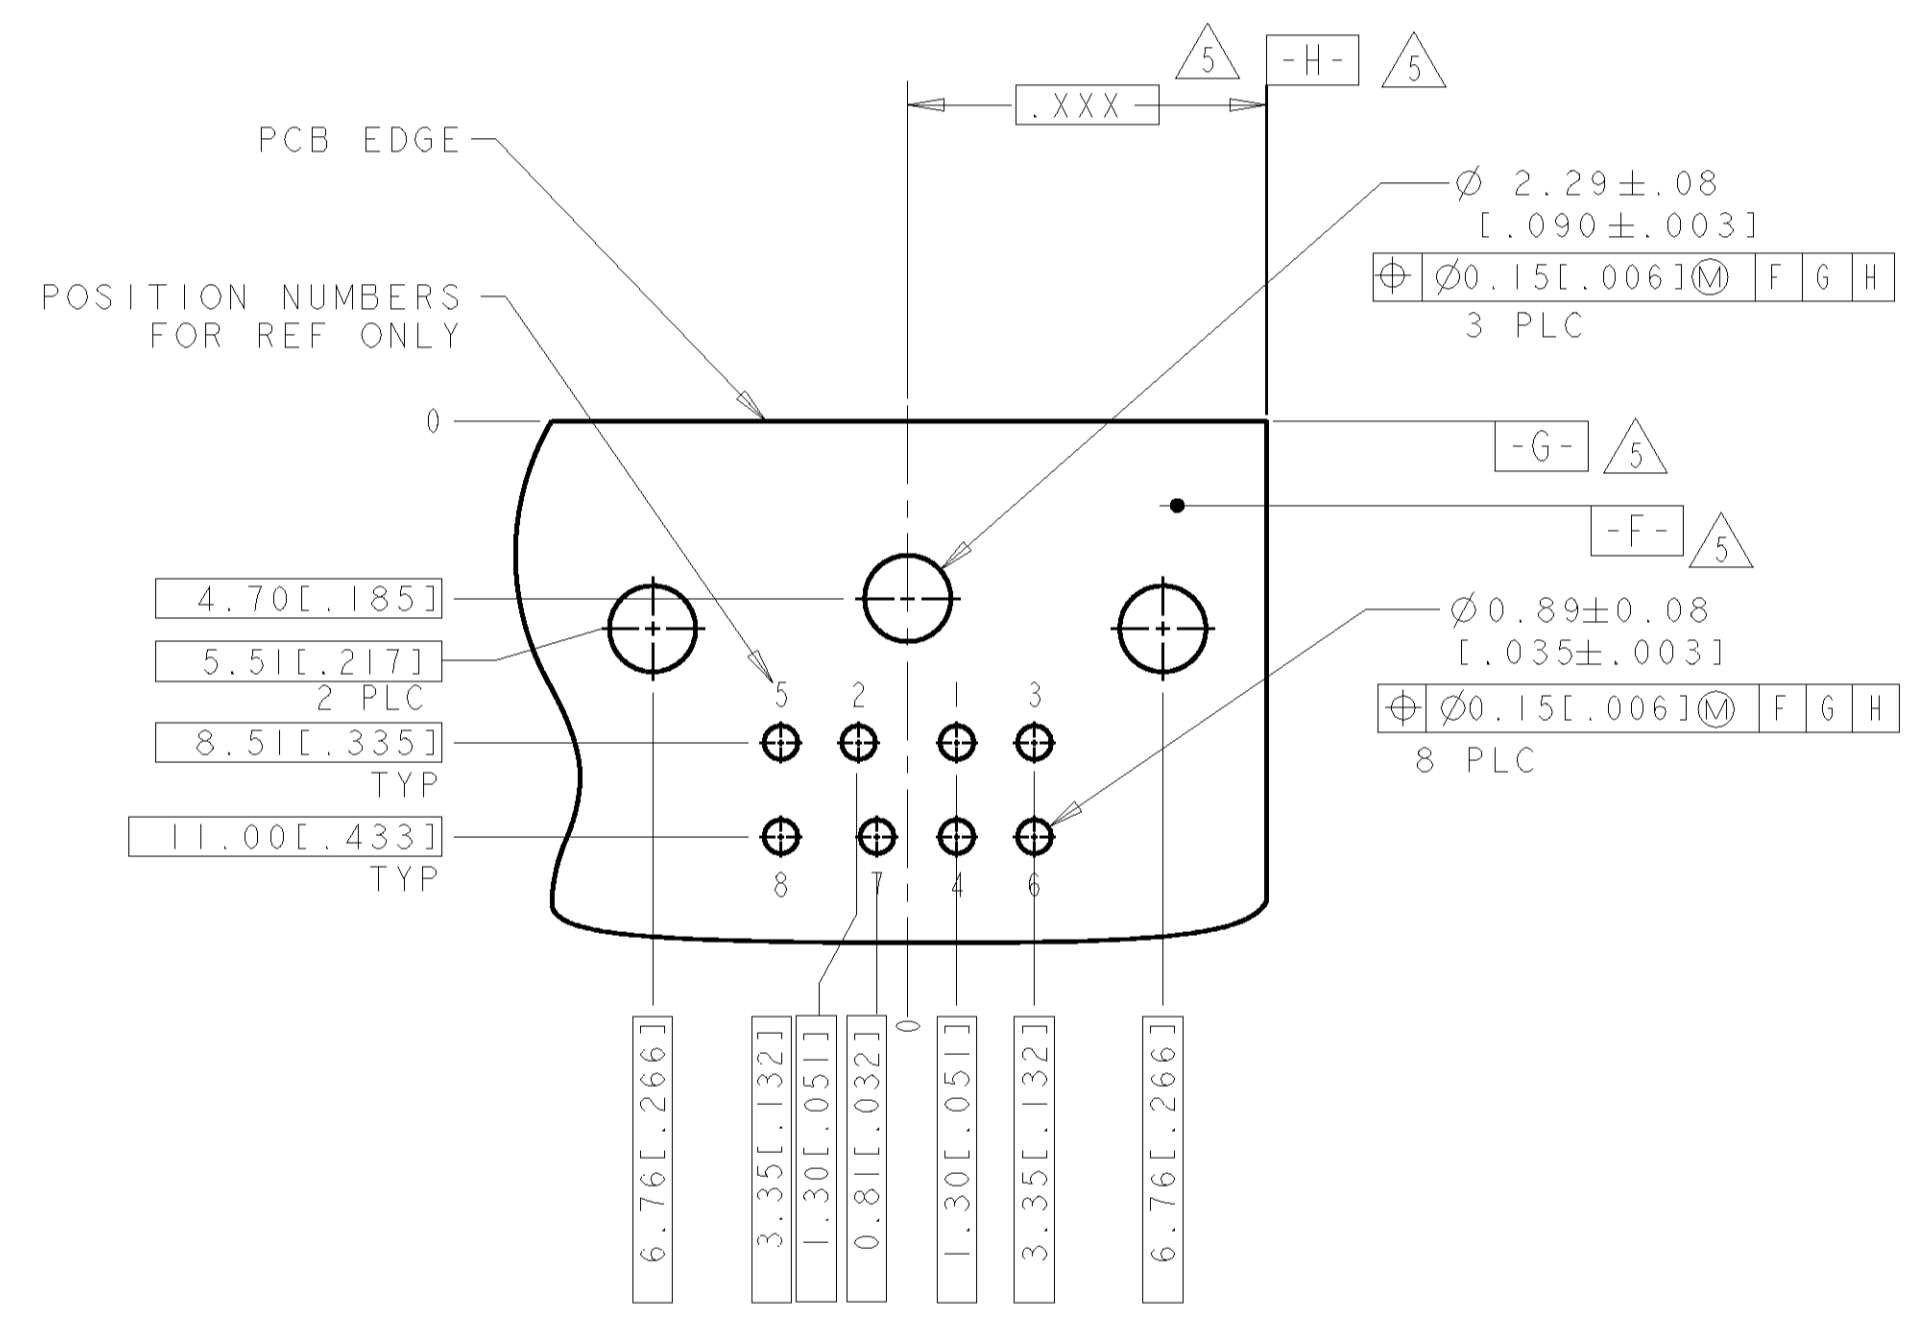 5
-H-
5
.XXX
PCB EDGE
Ø 2.29±.08
[.090±.003]
⌖ Ø0.15[.006]Ⓜ F G H
3 PLC
POSITION NUMBERS
FOR REF ONLY
0
-G-
5
-F-
5
4.70[.185]
5.51[.217]
2 PLC
8.51[.335]
TYP
11.00[.433]
TYP
Ø0.89±0.08
[.035±.003]
⌖ Ø0.15[.006]Ⓜ F G H
8 PLC
5 2 1 3
8 7 4 6
6.76[.266]
3.35[.132]
1.30[.051]
0.81[.032]
0
1.30[.051]
3.35[.132]
6.76[.266]